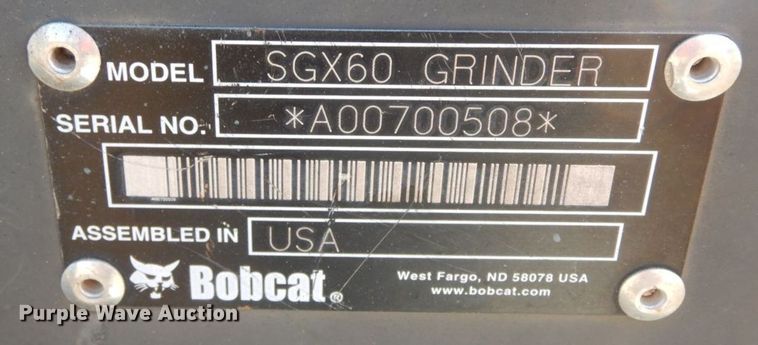 MODEL SGX60 GRINDER
SERIAL NO. *A00700508*
ASSEMBLED IN USA
Bobcat®
West Fargo, ND 58078 USA
www.bobcat.com
Purple Wave Auction